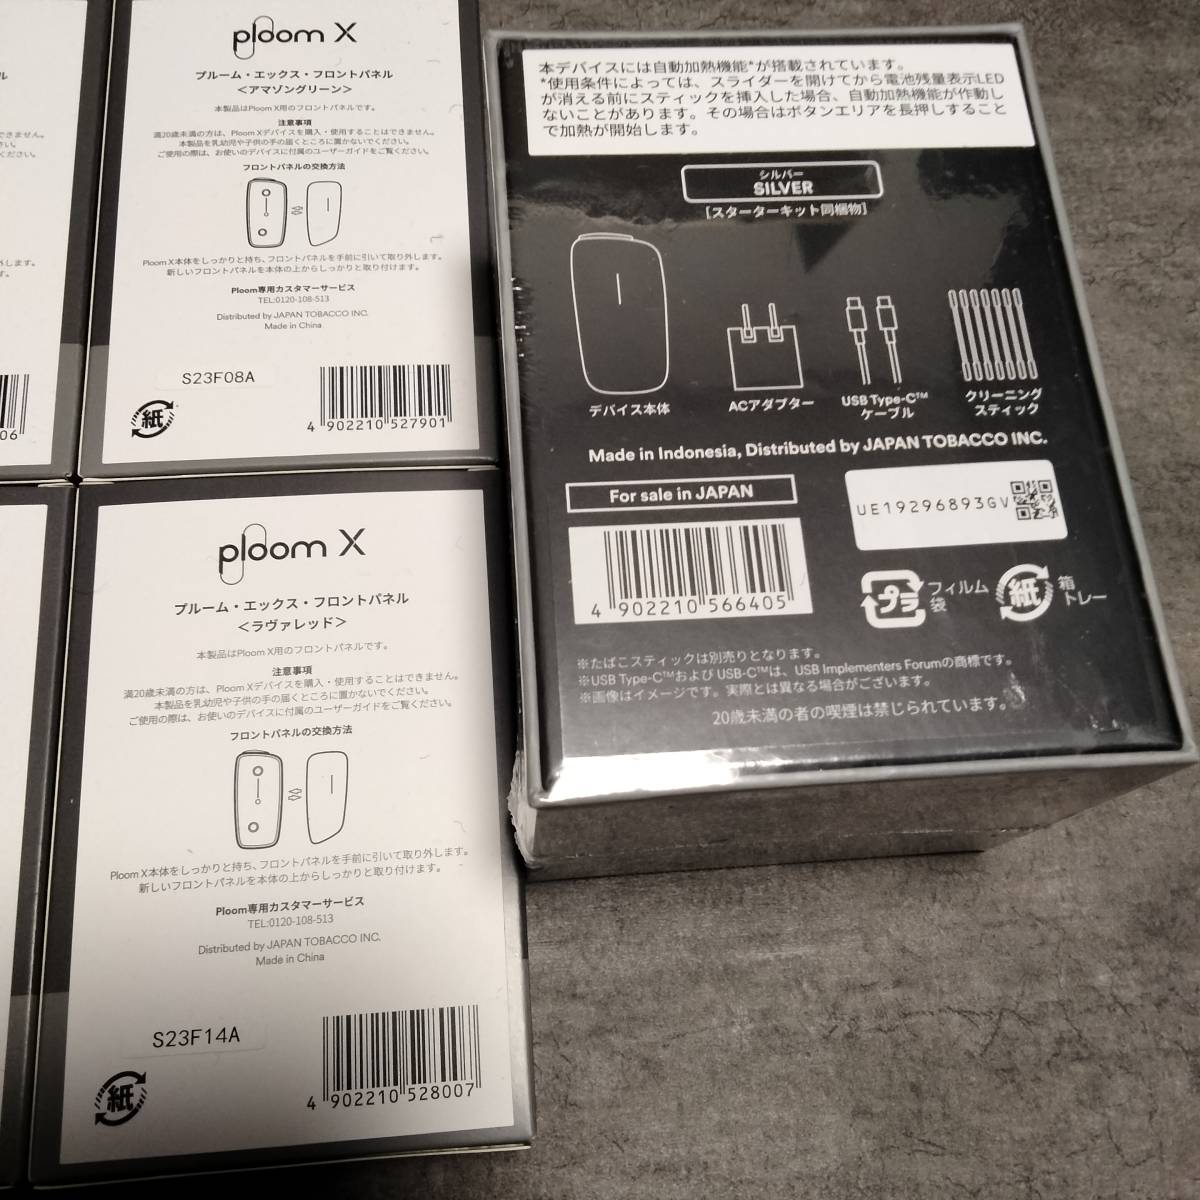 ploom X
プルーム・エックス・フロントパネル
＜アマゾングリーン＞
本製品はPloom X用のフロントパネルです。
注意事項
満20歳未満の方は、Ploom Xデバイスを購入・使用することはできません。
本製品を乳幼児や子供の手の届くところに置かないでください。
ご使用の際は、お使いのデバイスに付属のユーザーガイドをご覧ください。
フロントパネルの交換方法
Ploom X本体をしっかりと持ち、フロントパネルを手前に引いて取り外します。
新しいフロントパネルを本体の上からしっかりと取り付けます。
Ploom専用カスタマーサービス
TEL:0120-108-513
Distributed by JAPAN TOBACCO INC.
Made in China
S23F08A
紙
4 902210 527901
ル
できません。
さい。
ください。
外します。
す。
06
ploom X
プルーム・エックス・フロントパネル
＜ラヴァレッド＞
本製品はPloom X用のフロントパネルです。
注意事項
満20歳未満の方は、Ploom Xデバイスを購入・使用することはできません。
本製品を乳幼児や子供の手の届くところに置かないでください。
ご使用の際は、お使いのデバイスに付属のユーザーガイドをご覧ください。
フロントパネルの交換方法
Ploom X本体をしっかりと持ち、フロントパネルを手前に引いて取り外します。
新しいフロントパネルを本体の上からしっかりと取り付けます。
Ploom専用カスタマーサービス
TEL:0120-108-513
Distributed by JAPAN TOBACCO INC.
Made in China
S23F14A
紙
4 902210 528007
本デバイスには自動加熱機能*が搭載されています。
*使用条件によっては、スライダーを開けてから電池残量表示LED
が消える前にスティックを挿入した場合、自動加熱機能が作動し
ないことがあります。その場合はボタンエリアを長押しすること
で加熱が開始します。
シルバー
SILVER
[スターターキット同梱物]
デバイス本体
ACアダプター
USB Type-C™
ケーブル
クリーニング
スティック
Made in Indonesia, Distributed by JAPAN TOBACCO INC.
For sale in JAPAN
UE19296893GV
4 902210 566405
プラ
フィルム
袋
紙
箱
トレー
※たばこスティックは別売りとなります。
※USB Type-C™および USB-C™は、USB Implementers Forumの商標です。
※画像はイメージです。実際とは異なる場合がございます。
20歳未満の者の喫煙は禁じられています。